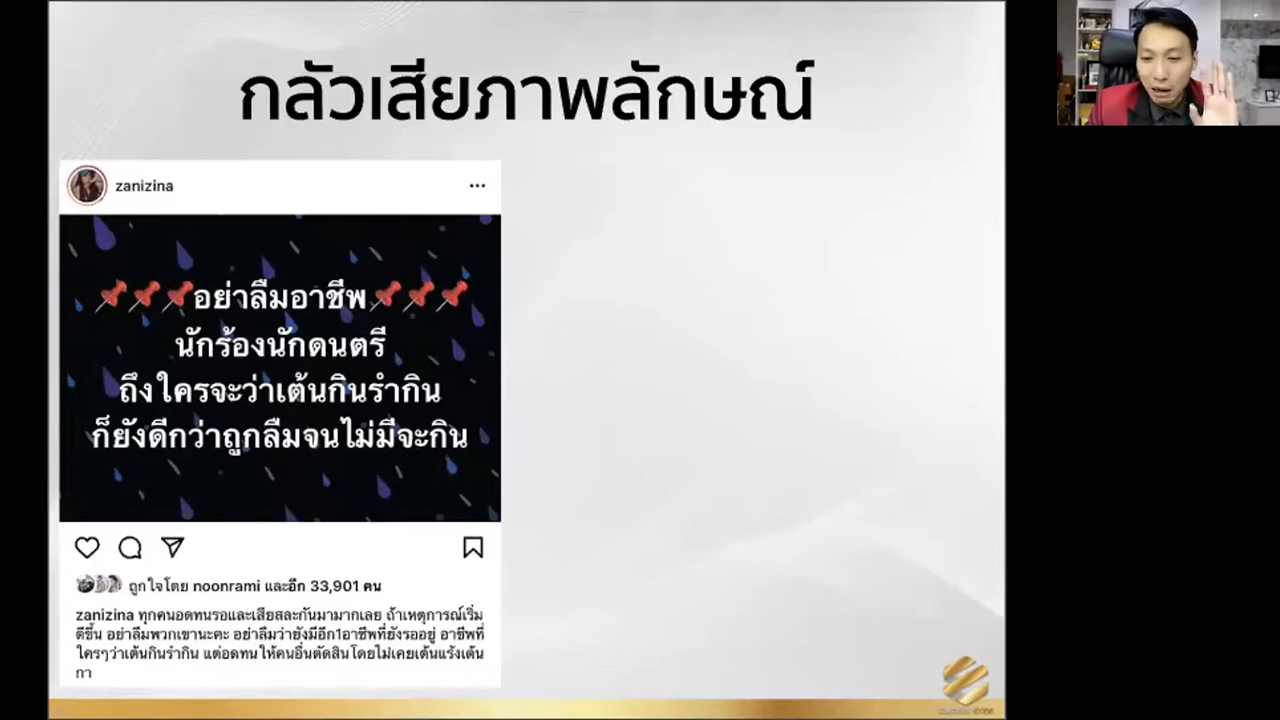 กลัวเสียภาพลักษณ์
zanizina
📌📌📌อย่าลืมอาชีพ📌📌📌
นักร้องนักดนตรี
ถึงใครจะว่าเต้นกินรำกิน
ก็ยังดีกว่าถูกลืมจนไม่มีจะกิน
ถูกใจโดย noonrami และอีก 33,901 คน
zanizina ทุกคนอดทนรอและเสียสละกันมามากเลย ถ้าเหตุการณ์เริ่ม
ดีขึ้น อย่าลืมพวกเขานะคะ อย่าลืมว่ายังมีอีก1อาชีพที่ยังรออยู่ อาชีพที่
ใครๆว่าเต้นกินรำกิน แต่อดทนให้คนอื่นตัดสินโดยไม่เคยเต้นแร้งเต้น
กา